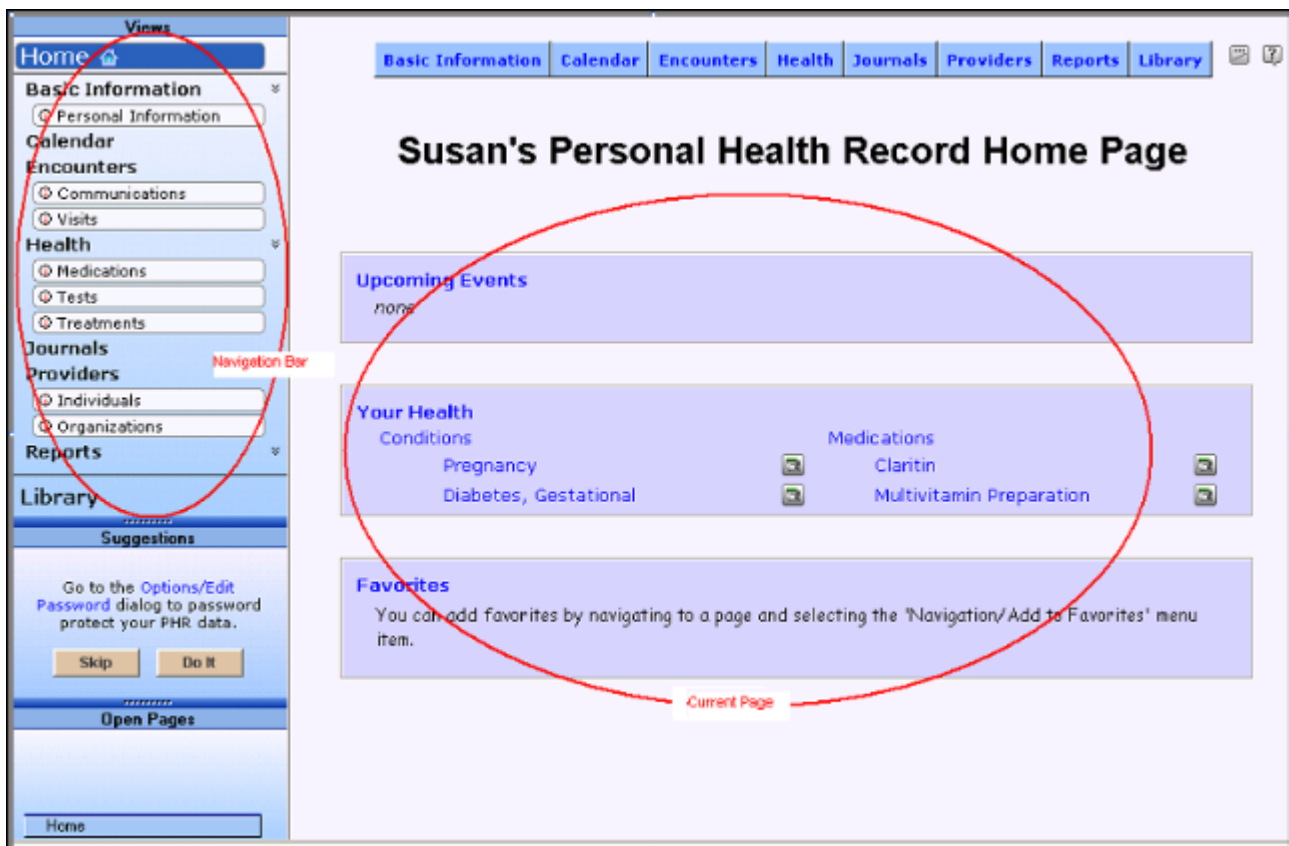 Views
Home
Basic Information
Personal Information
Calendar
Encounters
Communications
Visits
Health
Medications
Tests
Treatments
Journals
Providers
Individuals
Organizations
Reports
Library
Navigation Bar
Suggestions
Go to the Options/Edit
Password dialog to password
protect your PHR data.
Skip Do It
Open Pages
Home
Basic Information Calendar Encounters Health Journals Providers Reports Library
Susan's Personal Health Record Home Page
Upcoming Events
none
Your Health
Conditions Medications
Pregnancy Claritin
Diabetes, Gestational Multivitamin Preparation
Favorites
You can add favorites by navigating to a page and selecting the 'Navigation/Add to Favorites' menu
item.
Current Page